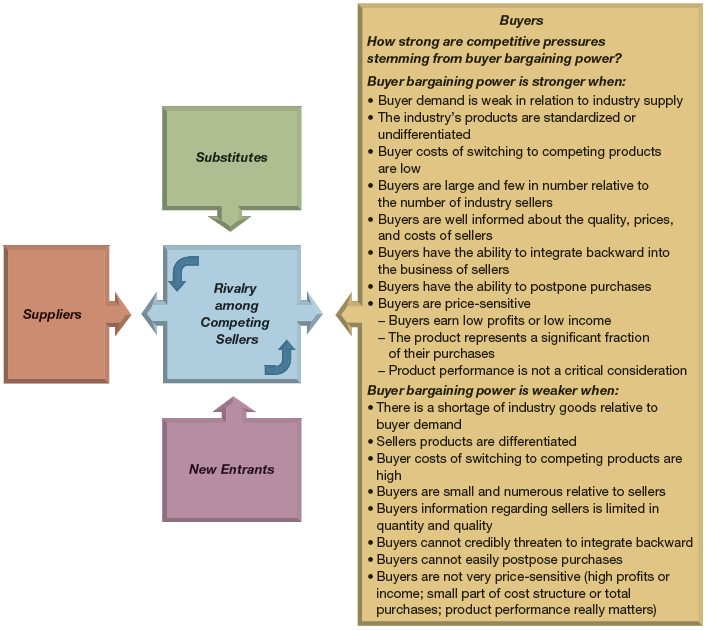 Buyers
How strong are competitive pressures
stemming from buyer bargaining power?
Buyer bargaining power is stronger when:
• Buyer demand is weak in relation to industry supply
• The industry's products are standardized or
undifferentiated
• Buyer costs of switching to competing products
are low
• Buyers are large and few in number relative to
the number of industry sellers
• Buyers are well informed about the quality, prices,
and costs of sellers
• Buyers have the ability to integrate backward into
the business of sellers
• Buyers have the ability to postpone purchases
• Buyers are price-sensitive
– Buyers earn low profits or low income
– The product represents a significant fraction
of their purchases
– Product performance is not a critical consideration
Buyer bargaining power is weaker when:
• There is a shortage of industry goods relative to
buyer demand
• Sellers products are differentiated
• Buyer costs of switching to competing products are
high
• Buyers are small and numerous relative to sellers
• Buyers information regarding sellers is limited in
quantity and quality
• Buyers cannot credibly threaten to integrate backward
• Buyers cannot easily postpose purchases
• Buyers are not very price-sensitive (high profits or
income; small part of cost structure or total
purchases; product performance really matters)
Substitutes
Suppliers
Rivalry
among
Competing
Sellers
New Entrants